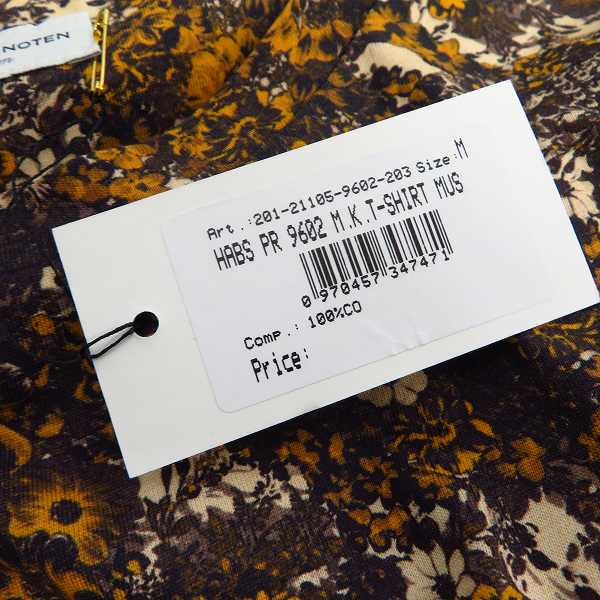 NOTEN
Art.:201-21105-9602-203 Size:M
HABS PR 9602 M.K.T-SHIRT MUS
0 970457 347471
Comp.: 100%CO
Price: